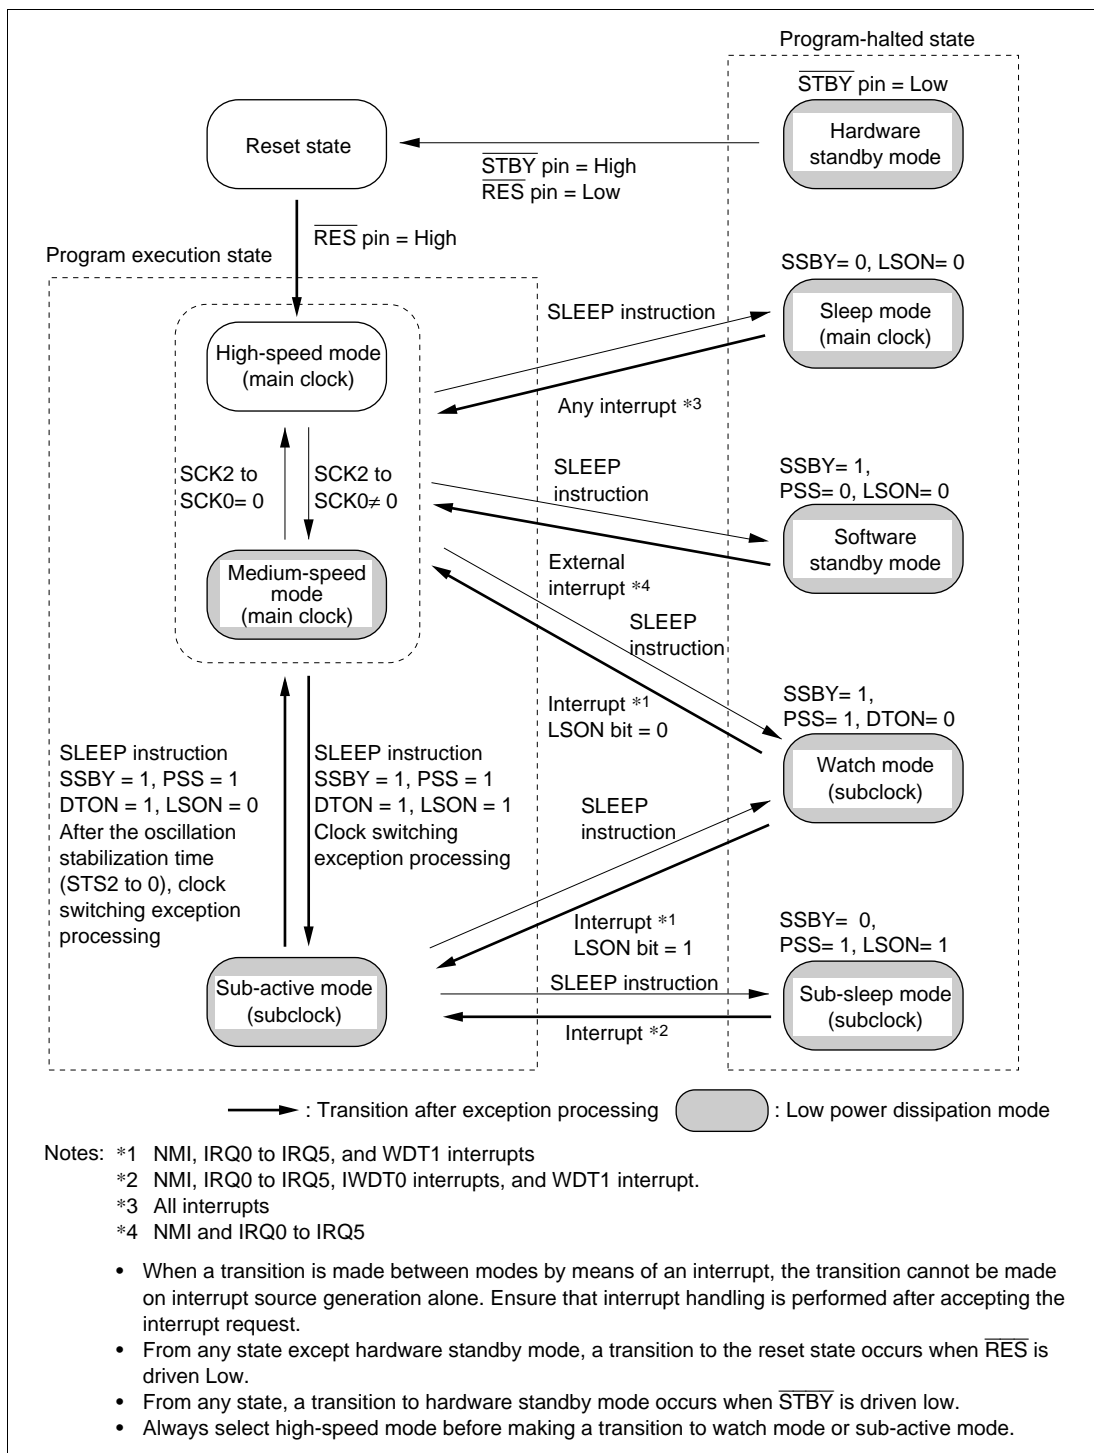 Program-halted state
STBY pin = Low
Hardware
standby mode
Reset state
STBY pin = High
RES pin = Low
RES pin = High
Program execution state
SSBY= 0, LSON= 0
Sleep mode
(main clock)
SLEEP instruction
Any interrupt *3
High-speed mode
(main clock)
SCK2 to
SCK0= 0
SCK2 to
SCK0≠ 0
SLEEP
instruction
SSBY= 1,
PSS= 0, LSON= 0
Software
standby mode
External
interrupt *4
Medium-speed
mode
(main clock)
SLEEP
instruction
Interrupt *1
LSON bit = 0
SSBY= 1,
PSS= 1, DTON= 0
Watch mode
(subclock)
SLEEP instruction
SSBY = 1, PSS = 1
DTON = 1, LSON = 0
After the oscillation
stabilization time
(STS2 to 0), clock
switching exception
processing
SLEEP instruction
SSBY = 1, PSS = 1
DTON = 1, LSON = 1
Clock switching
exception processing
SLEEP
instruction
Interrupt *1
LSON bit = 1
SSBY= 0,
PSS= 1, LSON= 1
Sub-active mode
(subclock)
SLEEP instruction
Interrupt *2
Sub-sleep mode
(subclock)
: Transition after exception processing
: Low power dissipation mode
Notes: *1 NMI, IRQ0 to IRQ5, and WDT1 interrupts
*2 NMI, IRQ0 to IRQ5, IWDT0 interrupts, and WDT1 interrupt.
*3 All interrupts
*4 NMI and IRQ0 to IRQ5
• When a transition is made between modes by means of an interrupt, the transition cannot be made
on interrupt source generation alone. Ensure that interrupt handling is performed after accepting the
interrupt request.
• From any state except hardware standby mode, a transition to the reset state occurs when RES is
driven Low.
• From any state, a transition to hardware standby mode occurs when STBY is driven low.
• Always select high-speed mode before making a transition to watch mode or sub-active mode.